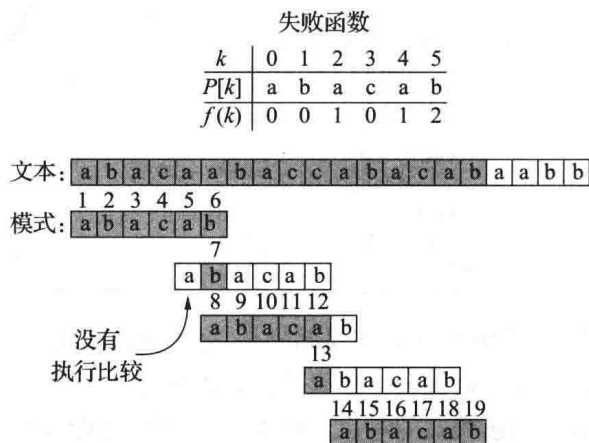 失败函数
k 0 1 2 3 4 5
P[k] a b a c a b
f(k) 0 0 1 0 1 2
文本: a b a c a a b a c c a b a c a b a a b b
1 2 3 4 5 6
模式: a b a c a b
7
a b a c a b
8 9 10 11 12
a b a c a b
没有
执行比较
13
a b a c a b
14 15 16 17 18 19
a b a c a b